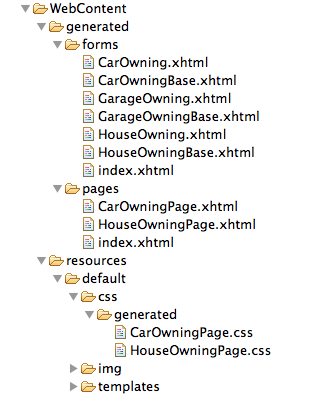 WebContent
generated
forms
CarOwning.xhtml
CarOwningBase.xhtml
GarageOwning.xhtml
GarageOwningBase.xhtml
HouseOwning.xhtml
HouseOwningBase.xhtml
index.xhtml
pages
CarOwningPage.xhtml
HouseOwningPage.xhtml
index.xhtml
resources
default
css
generated
CarOwningPage.css
HouseOwningPage.css
img
templates